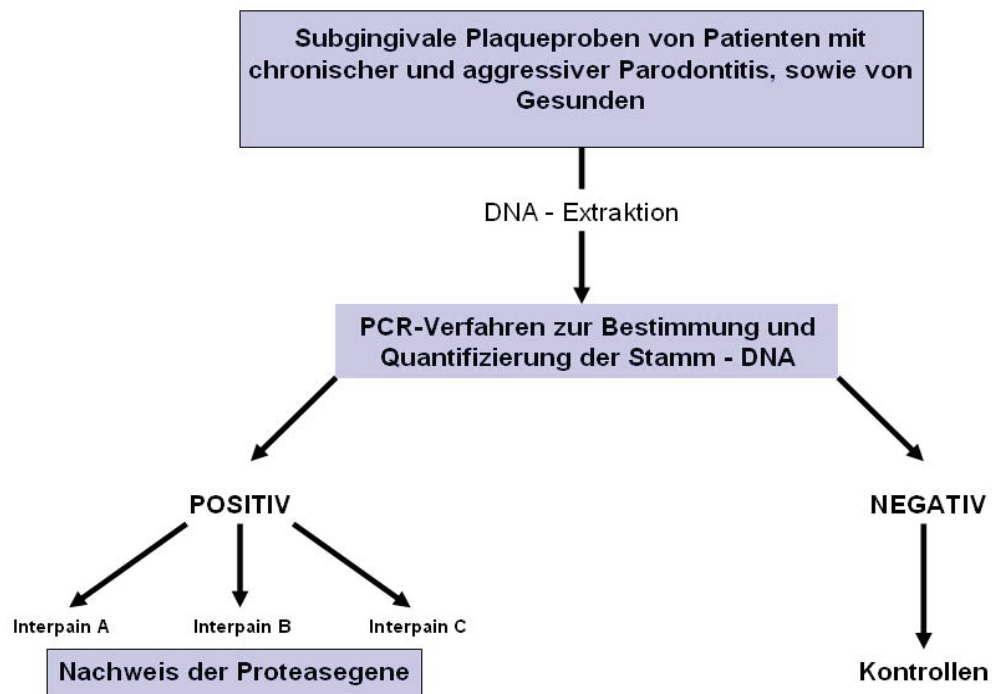 Subgingivale Plaqueproben von Patienten mit
chronischer und aggressiver Parodontitis, sowie von
Gesunden
DNA - Extraktion
PCR-Verfahren zur Bestimmung und
Quantifizierung der Stamm - DNA
POSITIV
NEGATIV
Interpain A
Interpain B
Interpain C
Nachweis der Proteasegene
Kontrollen